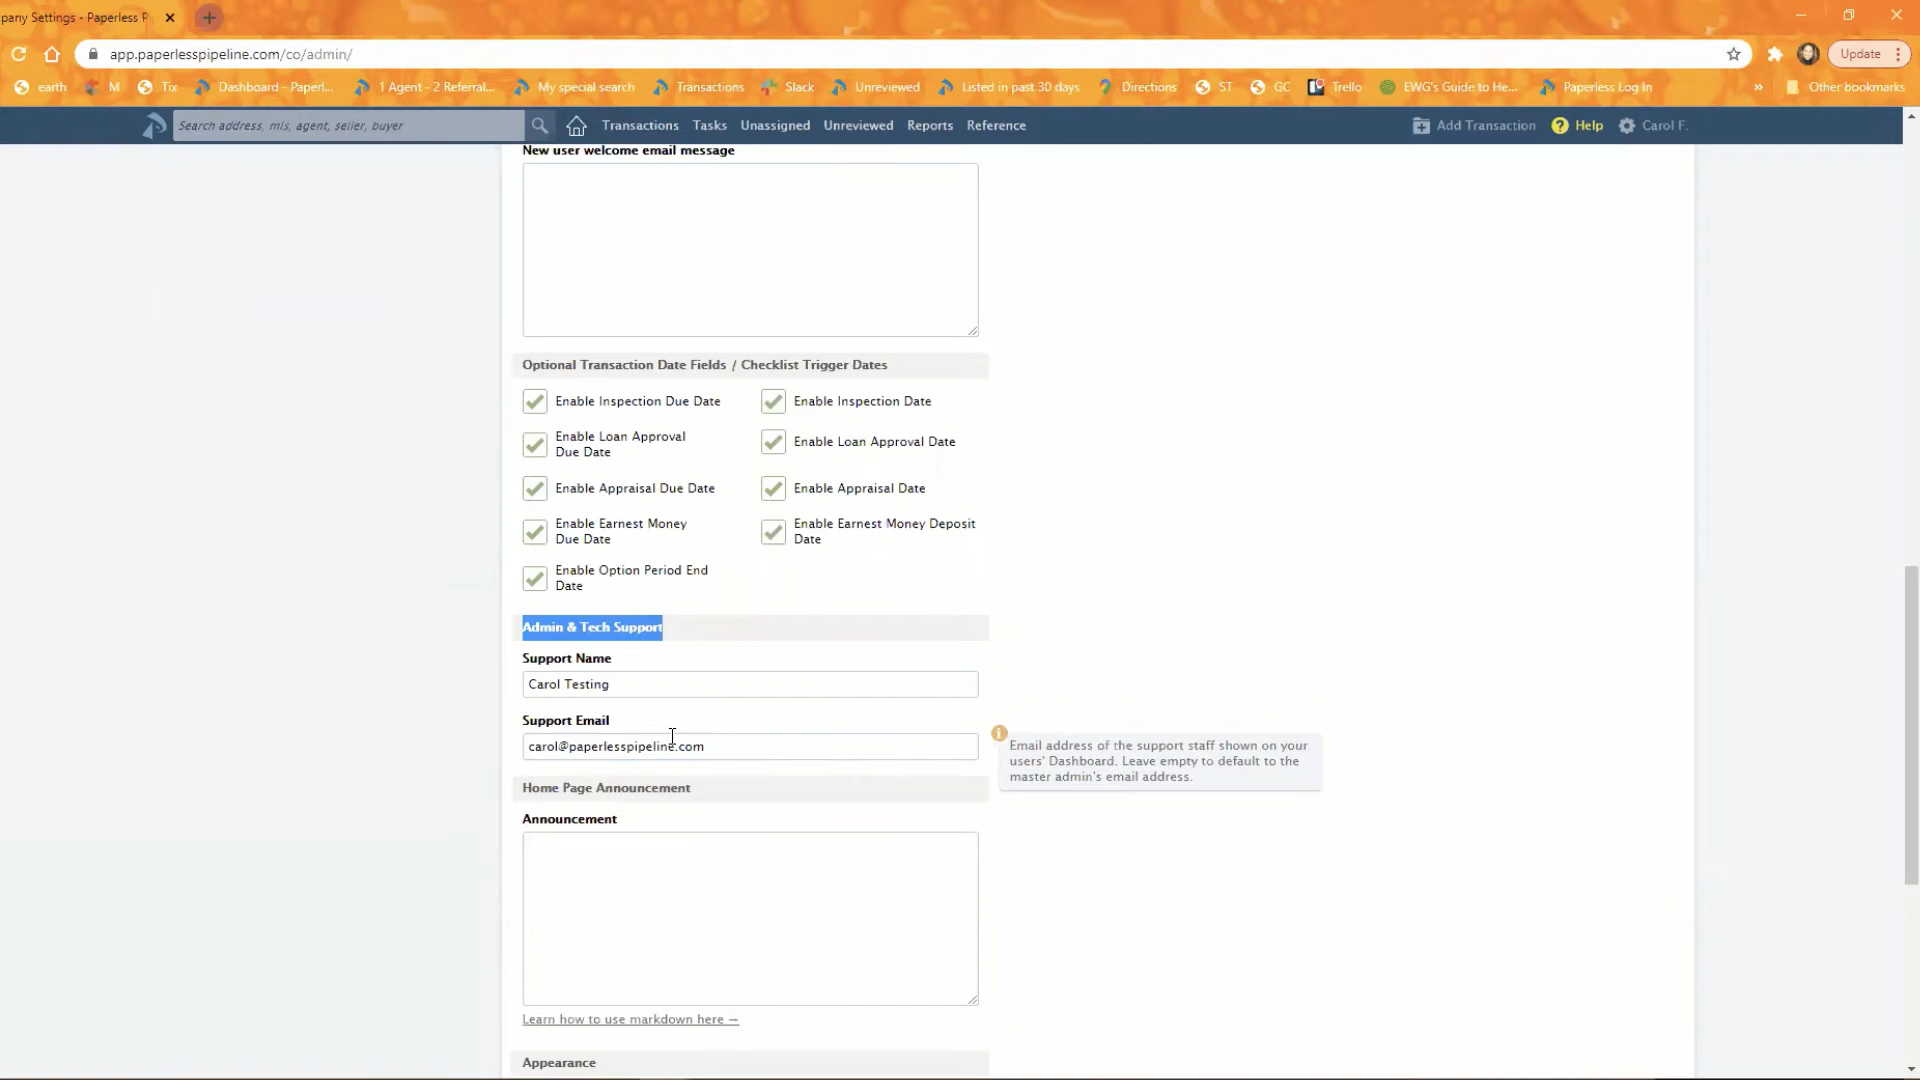 pany Settings - Paperless P
app.paperlesspipeline.com/co/admin/
Update
earth
M
Tix
Dashboard - Paperl...
1 Agent - 2 Referral...
My special search
Transactions
Slack
Unreviewed
Listed in past 30 days
Directions
ST
GC
Trello
EWG's Guide to He...
Paperless Log In
»
Other bookmarks
Search address, mls, agent, seller, buyer
Transactions
Tasks
Unassigned
Unreviewed
Reports
Reference
Add Transaction
? Help
Carol F.
New user welcome email message
Optional Transaction Date Fields / Checklist Trigger Dates
Enable Inspection Due Date
Enable Inspection Date
Enable Loan Approval
Due Date
Enable Loan Approval Date
Enable Appraisal Due Date
Enable Appraisal Date
Enable Earnest Money
Due Date
Enable Earnest Money Deposit
Date
Enable Option Period End
Date
Admin & Tech Support
Support Name
Carol Testing
Support Email
carol@paperlesspipeline.com
Email address of the support staff shown on your
users' Dashboard. Leave empty to default to the
master admin's email address.
Home Page Announcement
Announcement
Learn how to use markdown here →
Appearance